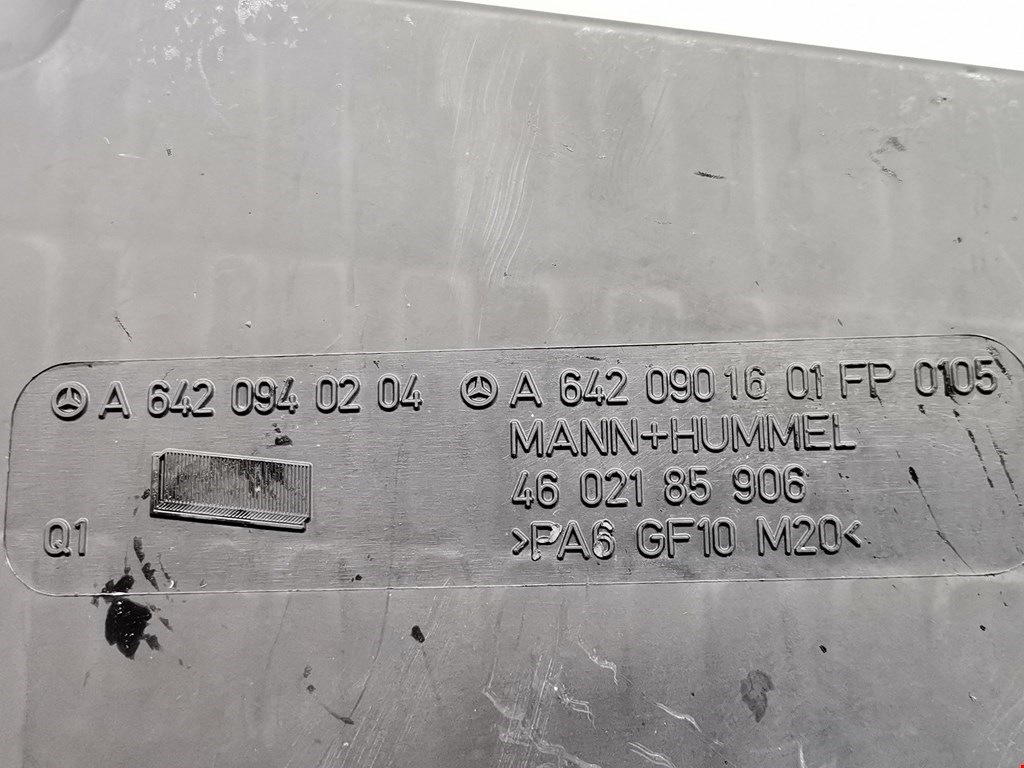 A 642 094 02 04
A 642 090 16 01 FP 0105
MANN+HUMMEL
46 021 85 906
>PA6 GF10 M20<
Q1